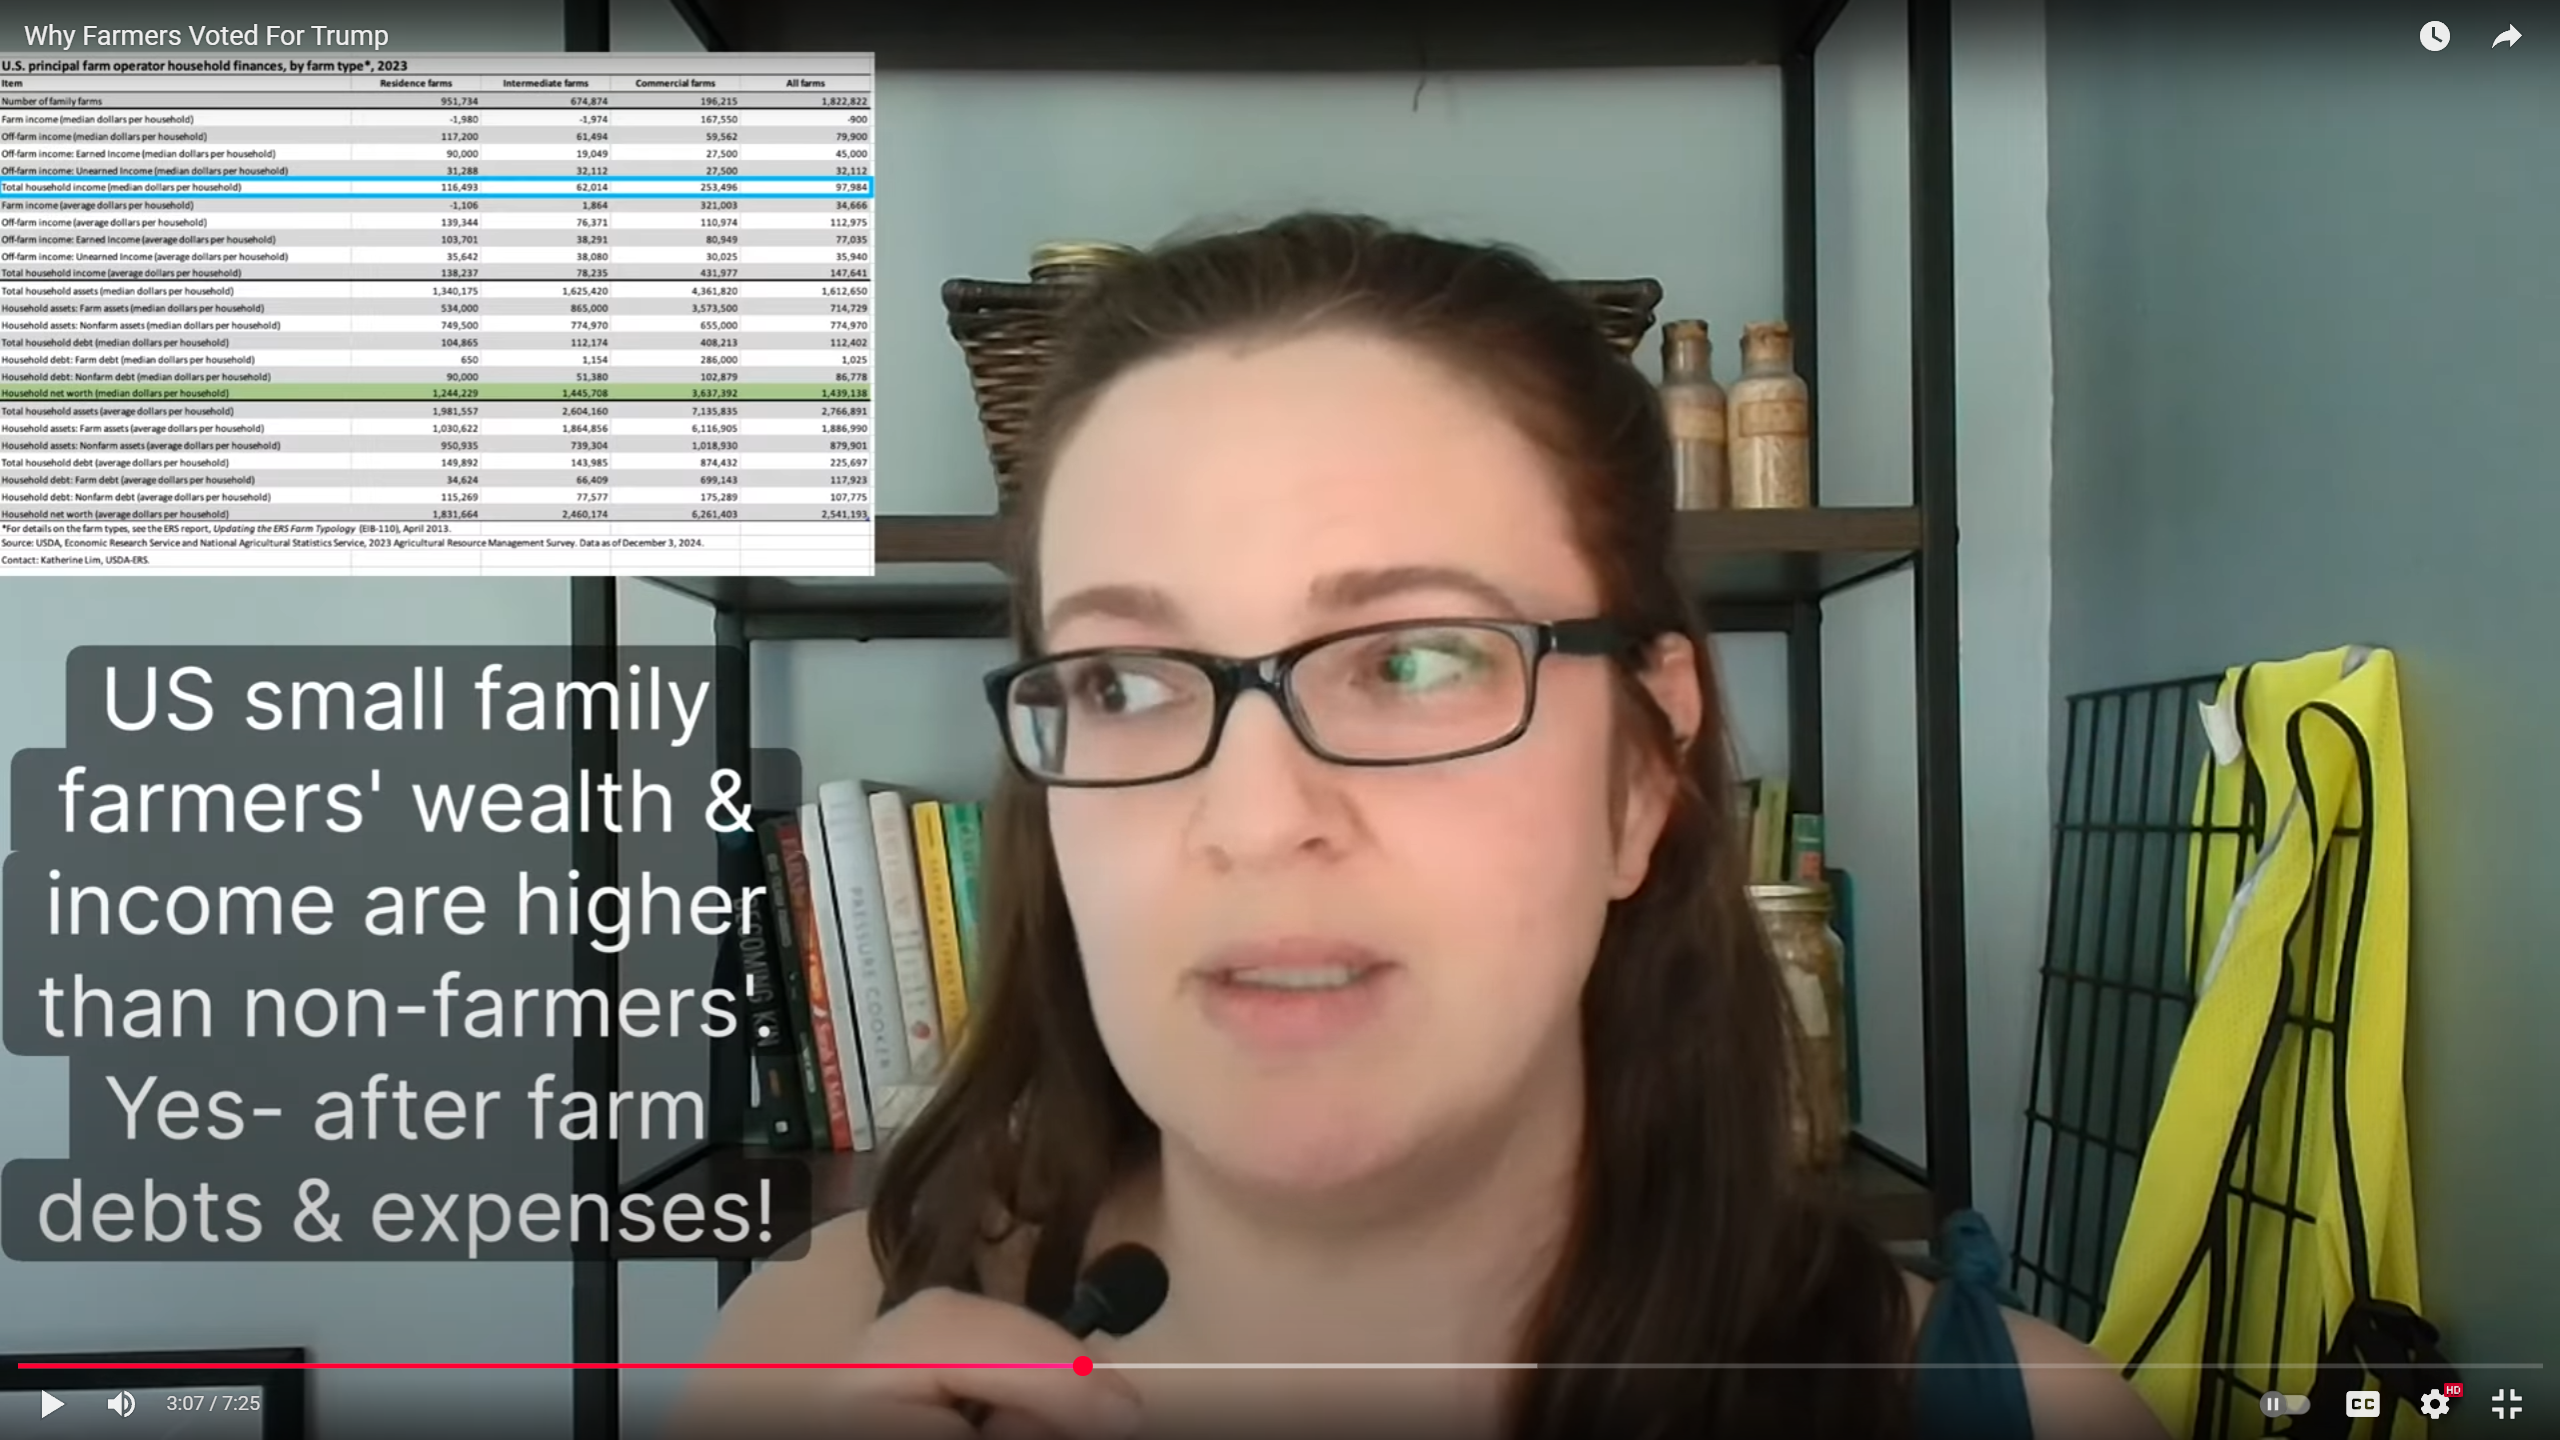 Why Farmers Voted For Trump
U.S. principal farm operator household finances, by farm type*, 2023
Item Residence farms Intermediate farms Commercial farms All farms
Number of family farms 951,734 674,874 196,215 1,822,822
Farm income (median dollars per household) -1,980 -1,974 167,550 -900
Off-farm income (median dollars per household) 117,200 61,494 59,562 79,900
Off-farm income: Earned Income (median dollars per household) 90,000 19,049 27,500 45,000
Off-farm income: Unearned Income (median dollars per household) 31,288 32,112 27,500 32,112
Total household income (median dollars per household) 116,493 62,014 253,496 97,984
Farm income (average dollars per household) -1,106 1,864 321,003 34,666
Off-farm income (average dollars per household) 139,344 76,371 110,974 112,975
Off-farm income: Earned Income (average dollars per household) 103,701 38,291 80,949 77,035
Off-farm income: Unearned Income (average dollars per household) 35,642 38,080 30,025 35,940
Total household income (average dollars per household) 138,237 78,235 431,977 147,641
Total household assets (median dollars per household) 1,340,175 1,625,420 4,361,820 1,612,650
Household assets: Farm assets (median dollars per household) 534,000 865,000 3,573,500 714,729
Household assets: Nonfarm assets (median dollars per household) 749,500 774,970 655,000 774,970
Total household debt (median dollars per household) 104,865 112,174 408,213 112,402
Household debt: Farm debt (median dollars per household) 650 1,154 286,000 1,025
Household debt: Nonfarm debt (median dollars per household) 90,000 51,380 102,879 86,778
Household net worth (median dollars per household) 1,244,229 1,445,708 3,637,392 1,439,138
Total household assets (average dollars per household) 1,981,557 2,604,160 7,135,835 2,766,891
Household assets: Farm assets (average dollars per household) 1,030,622 1,864,856 6,116,905 1,886,990
Household assets: Nonfarm assets (average dollars per household) 950,935 739,304 1,018,930 879,901
Total household debt (average dollars per household) 149,892 143,985 874,432 225,697
Household debt: Farm debt (average dollars per household) 34,624 66,409 699,143 117,923
Household debt: Nonfarm debt (average dollars per household) 115,269 77,577 175,289 107,775
Household net worth (average dollars per household) 1,831,664 2,460,174 6,261,403 2,541,193
*For details on the farm types, see the ERS report, Updating the ERS Farm Typology (EIB-110), April 2013.
Source: USDA, Economic Research Service and National Agricultural Statistics Service, 2023 Agricultural Resource Management Survey. Data as of December 3, 2024.
Contact: Katherine Lim, USDA-ERS.
US small family
farmers' wealth &
income are higher
than non-farmers'.
Yes- after farm
debts & expenses!
BECOMING KIN
PRESSURE COOKER
3:07 / 7:25
CC
HD